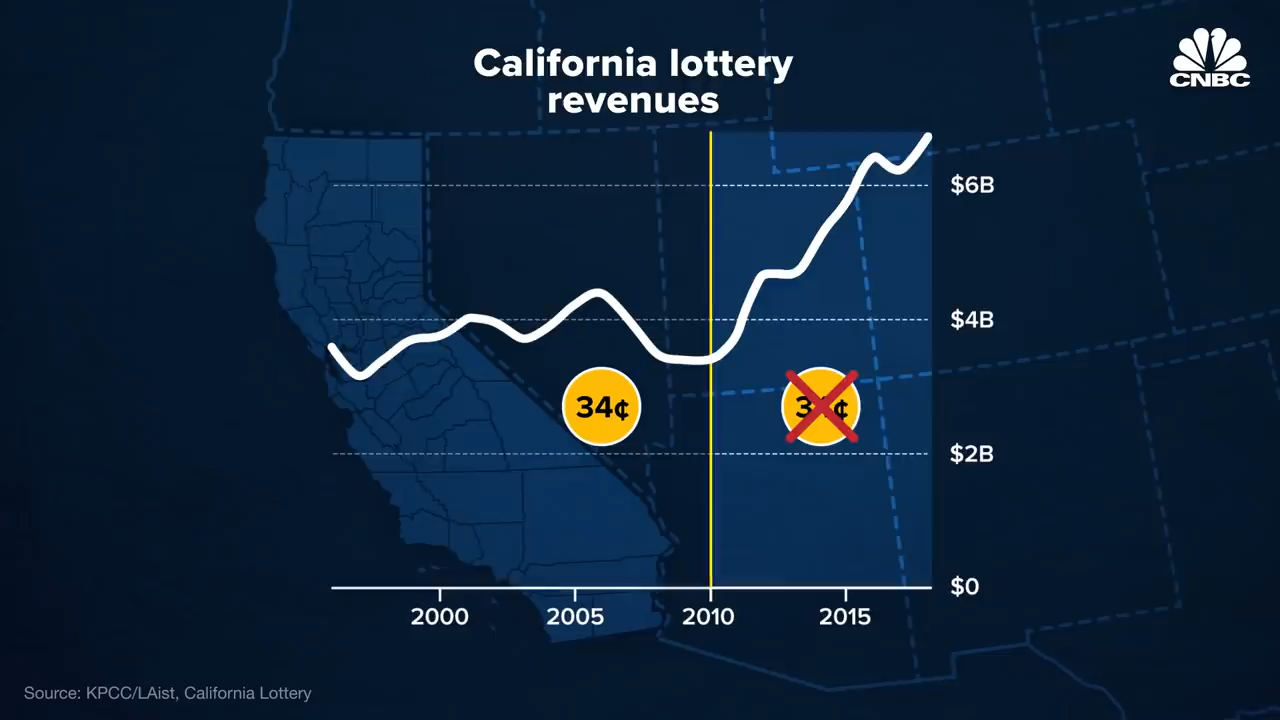 California lottery
revenues
CNBC
$6B
$4B
34¢
$2B
$0
2000
2005
2010
2015
Source: KPCC/LAist, California Lottery